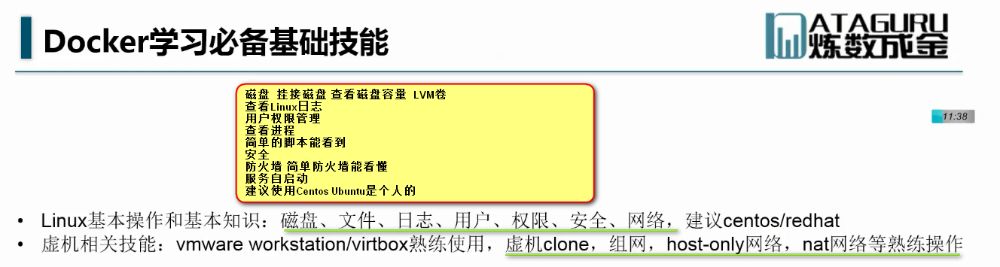 Docker学习必备基础技能
DATAGURU
炼数成金
磁盘 挂接磁盘 查看磁盘容量 LVM卷
查看Linux日志
用户权限管理
查看进程
简单的脚本能看到
安全
防火墙 简单防火墙能看懂
服务自启动
建议使用Centos Ubuntu是个人的
11:38
• Linux基本操作和基本知识：磁盘、文件、日志、用户、权限、安全、网络，建议centos/redhat
• 虚机相关技能：vmware workstation/virtbox熟练使用，虚机clone，组网，host-only网络，nat网络等熟练操作